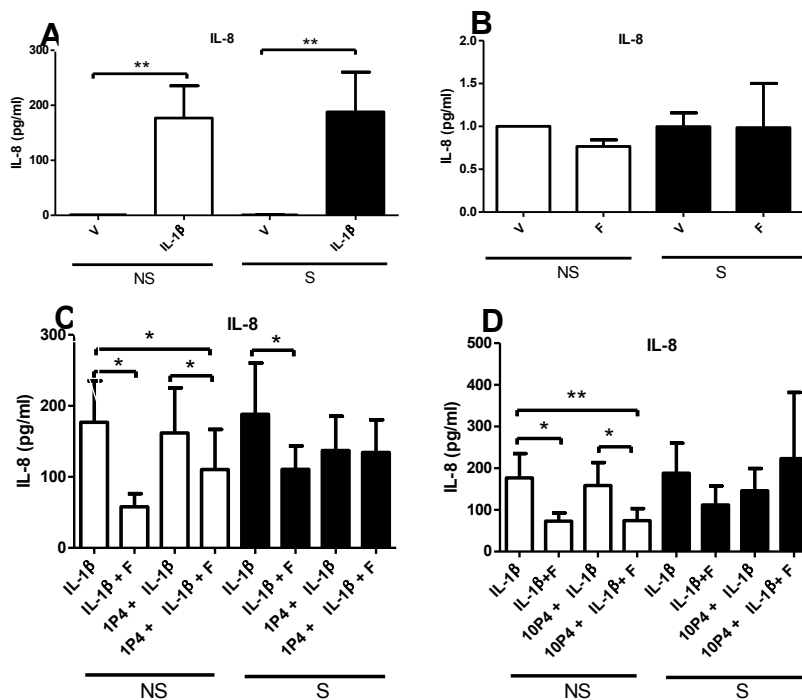 A
IL-8
**
**
IL-8 (pg/ml)
300
200
100
0
V
IL-1β
V
IL-1β
NS
S
B
IL-8
IL-8 (pg/ml)
2.0
1.5
1.0
0.5
0.0
V
F
V
F
NS
S
C
IL-8
*
*
*
*
IL-8 (pg/ml)
300
200
100
0
IL-1β
IL-1β + F
1P4 + IL-1β
1P4 + IL-1β + F
IL-1β
IL-1β + F
1P4 + IL-1β
1P4 + IL-1β + F
NS
S
D
IL-8
**
*
*
IL-8 (pg/ml)
500
400
300
200
100
0
IL-1β
IL-1β+F
10P4 + IL-1β
10P4 + IL-1β + F
IL-1β
IL-1β+F
10P4 + IL-1β
10P4 + IL-1β + F
NS
S